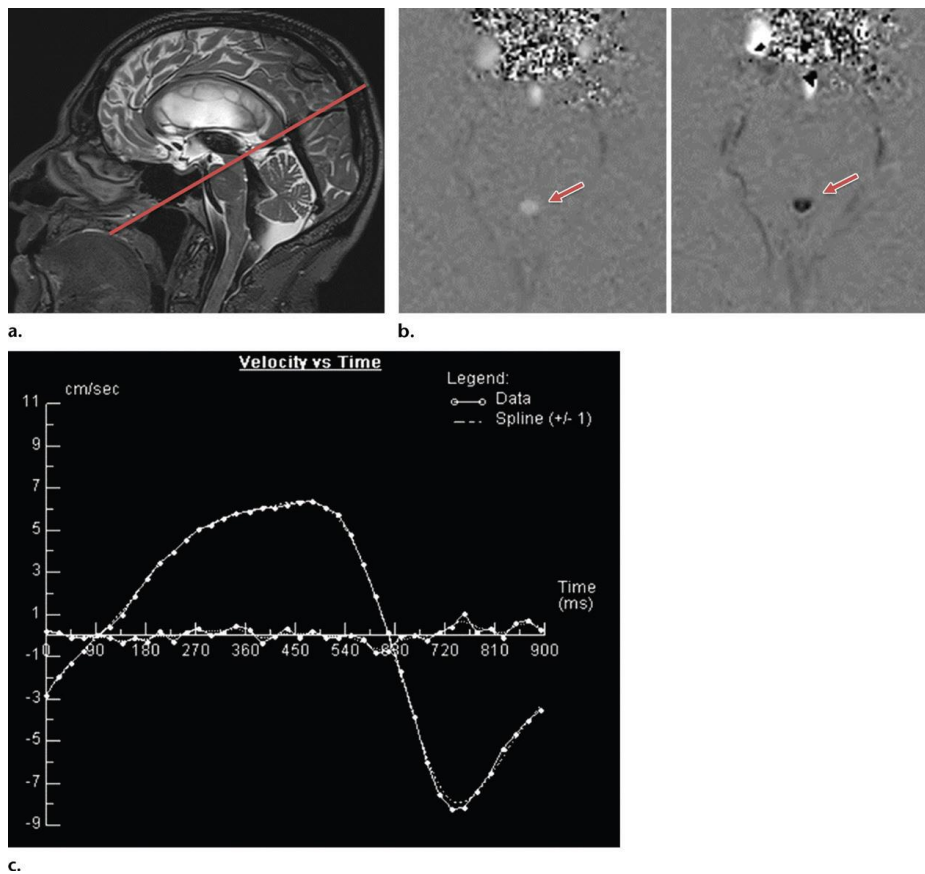 a.
b.
Velocity vs Time
cm/sec
Legend:
Data
Spline (+/- 1)
11
9
7
5
3
1
-1
-3
-5
-7
-9
Time
(ms)
90 180 270 360 450 540 630 720 810 900
c.